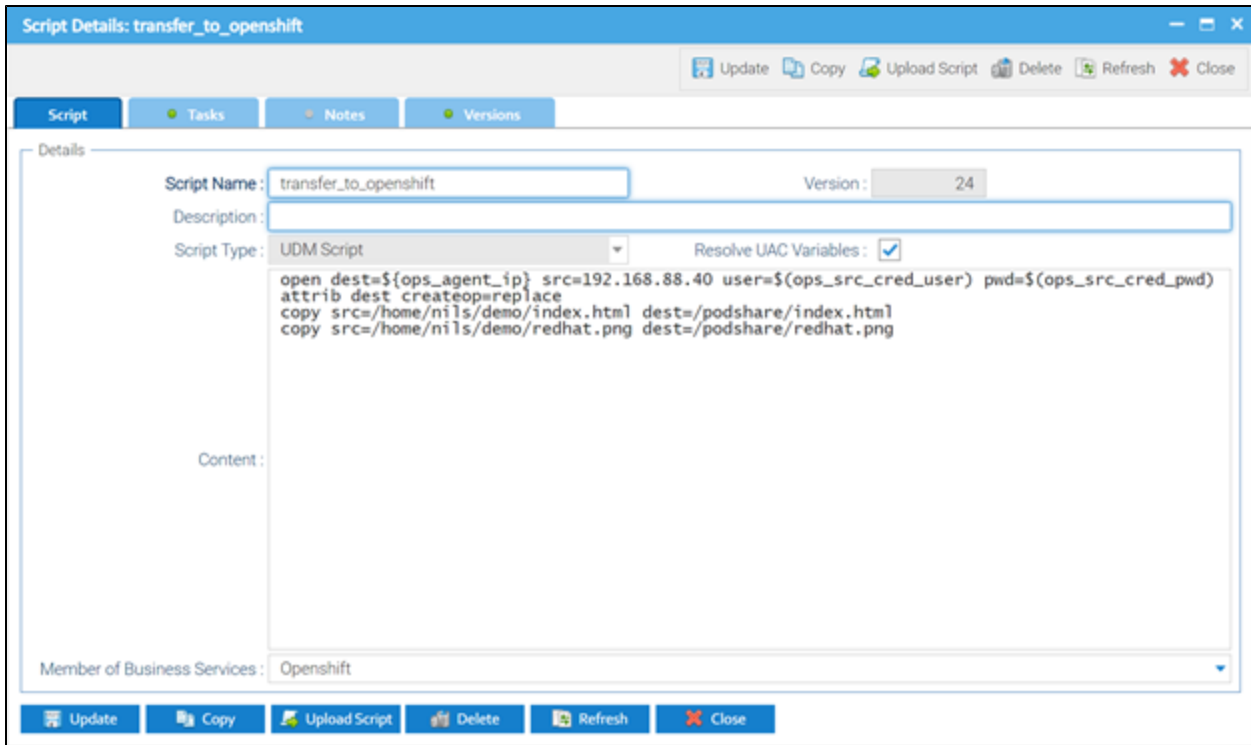 Script Details: transfer_to_openshift
Update Copy Upload Script Delete Refresh Close
Script Tasks Notes Versions
Details
Script Name : transfer_to_openshift Version : 24
Description :
Script Type : UDM Script Resolve UAC Variables :
open dest=${ops_agent_ip} src=192.168.88.40 user=$(ops_src_cred_user) pwd=$(ops_src_cred_pwd)
attrib dest createop=replace
copy src=/home/nils/demo/index.html dest=/podshare/index.html
copy src=/home/nils/demo/redhat.png dest=/podshare/redhat.png
Content :
Member of Business Services : Openshift
Update Copy Upload Script Delete Refresh Close